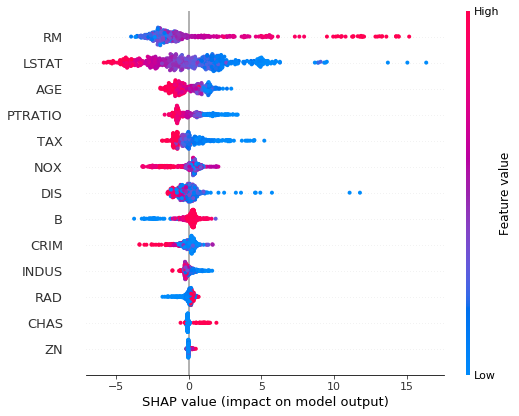 High
RM
LSTAT
AGE
PTRATIO
TAX
NOX
DIS
B
CRIM
INDUS
RAD
CHAS
ZN
Feature value
Low
−5 0 5 10 15
SHAP value (impact on model output)